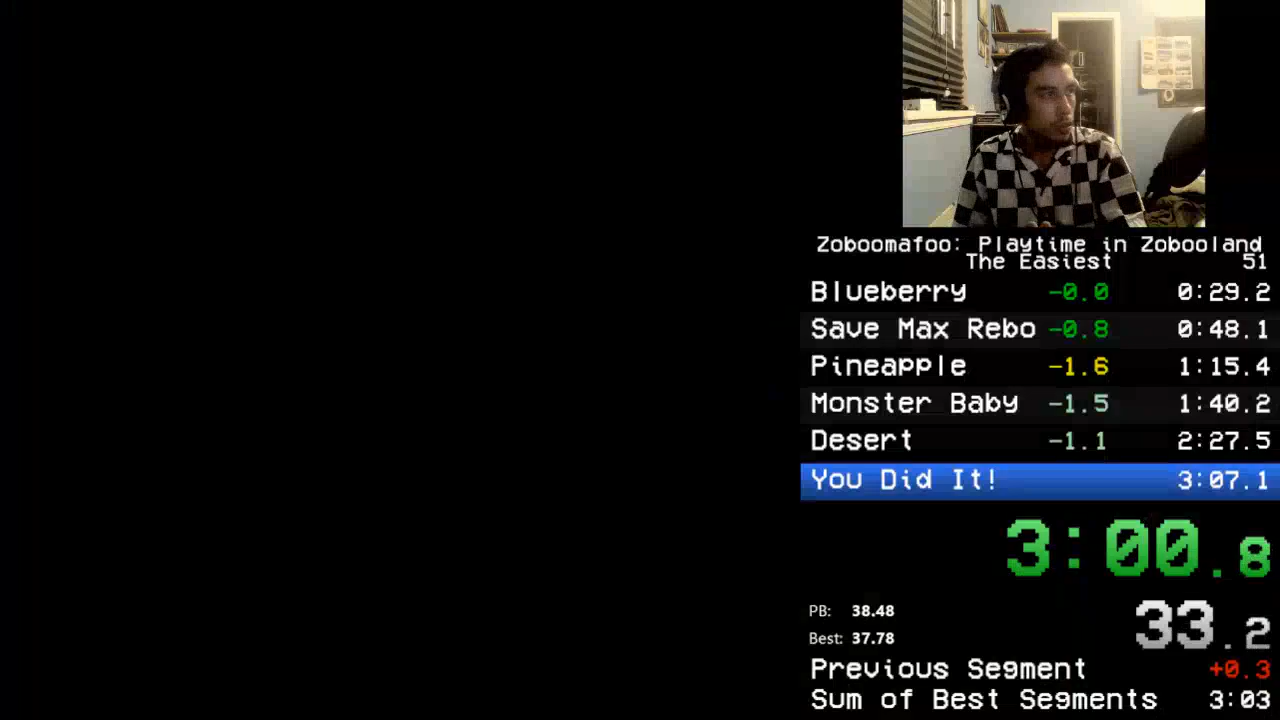 Zoboomafoo: Playtime in Zobooland
The Easiest 51
Blueberry -0.0 0:29.2
Save Max Rebo -0.8 0:48.1
Pineapple -1.6 1:15.4
Monster Baby -1.5 1:40.2
Desert -1.1 2:27.5
You Did It! 3:07.1
3:00.8
PB: 38.48
33.2
Best: 37.78
Previous Segment +0.3
Sum of Best Segments 3:03